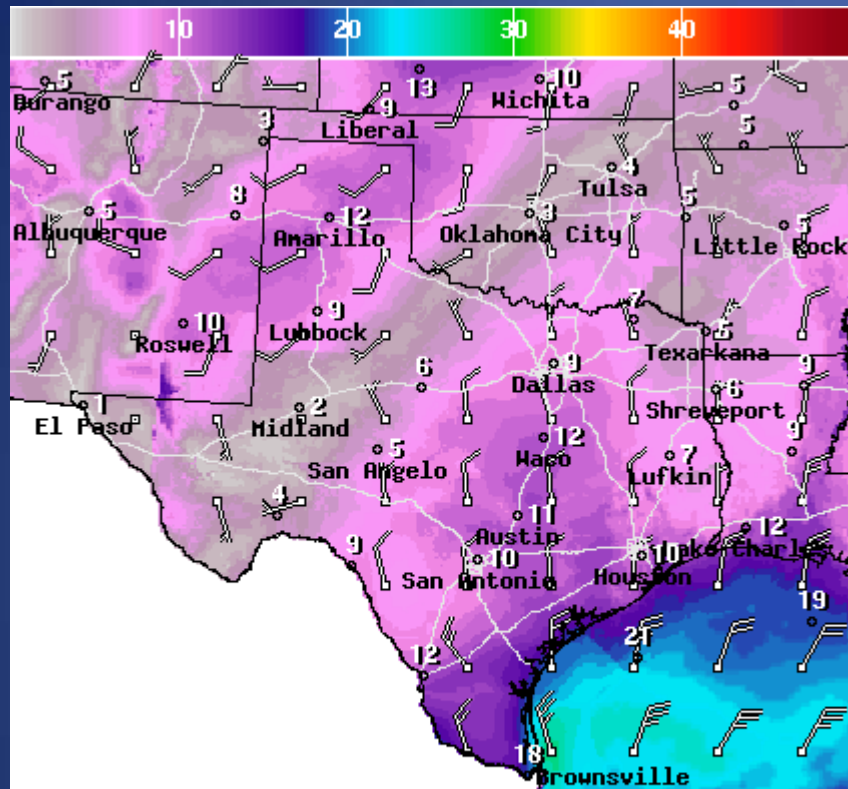 10 20 30 40
5 13 10 5
Durango Wichita
9
Liberal
3 5
4
Tulsa
5 8 12 3 5 5
Albuquerque Amarillo Oklahoma City Little Rock
10 9 7
Roswell Lubbock 5
Texarkana
6 9 9
Dallas
1 2 6
El Paso Midland Shreveport
5 12 7 9
San Angelo Waco Lufkin
4 11 12
Austin Lake Charles
9 10 10
San Antonio Houston
19
12 21
18
Brownsville